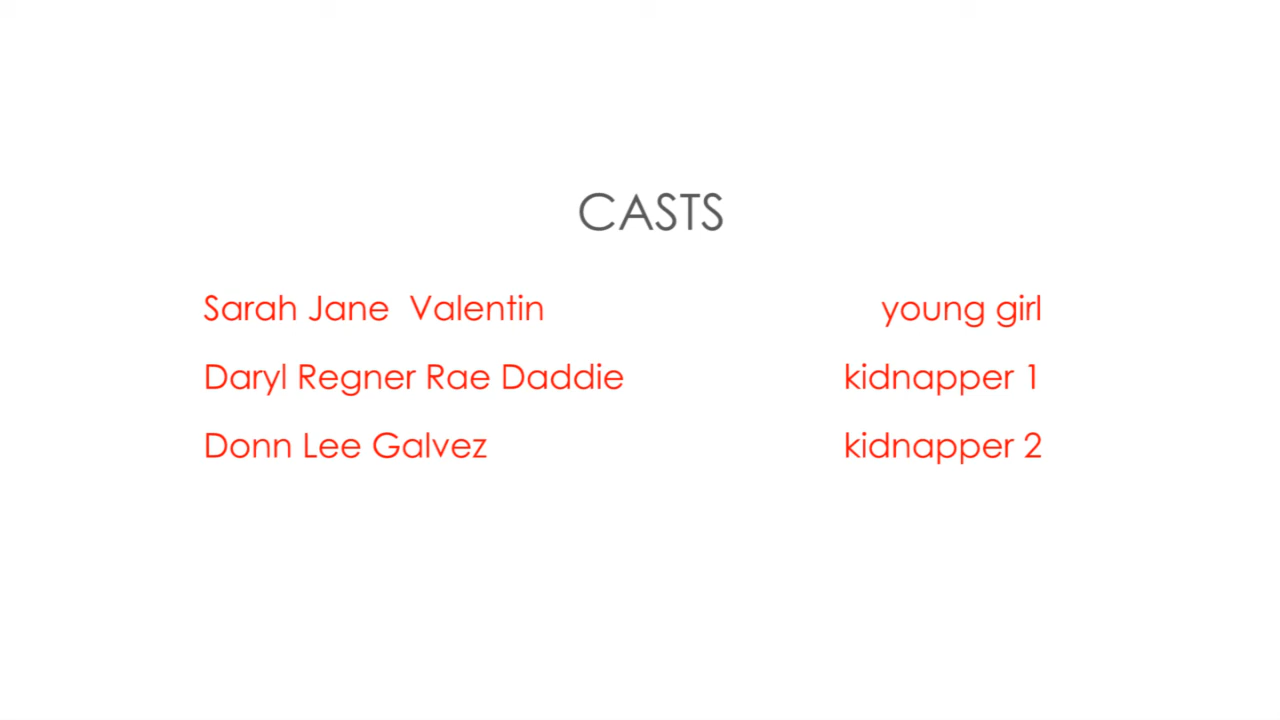 CASTS
Sarah Jane Valentin young girl
Daryl Regner Rae Daddie kidnapper 1
Donn Lee Galvez kidnapper 2